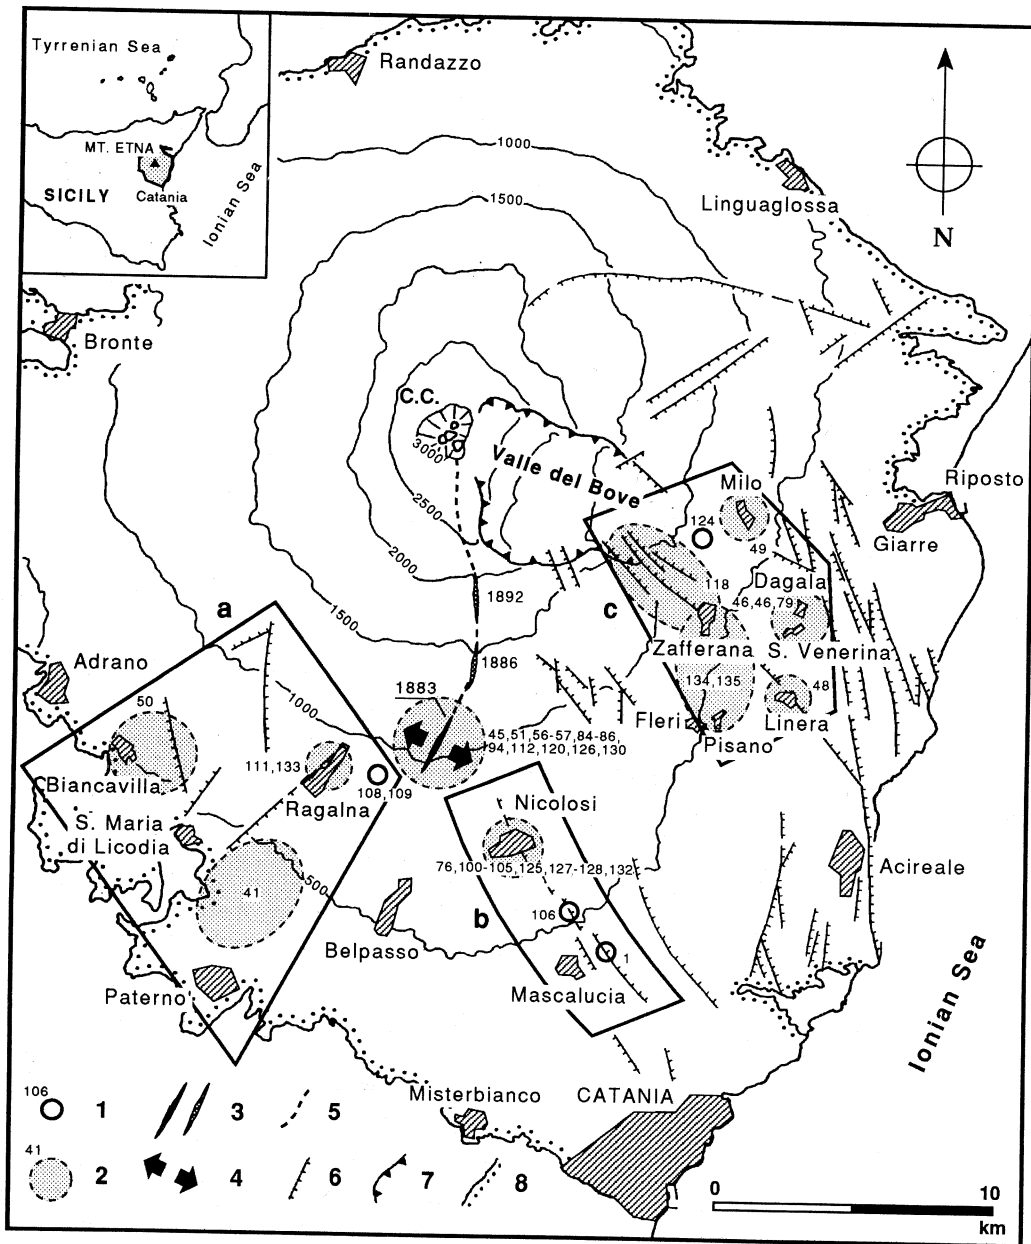 Tyrrenian Sea
MT. ETNA
SICILY
Catania
Ionian Sea
Randazzo
1000
1500
Linguaglossa
N
Bronte
C.C.
3000
Valle del Bove
2500
2000
1500
1000
500
Milo
Riposto
124
Giarre
49
Dagala
118
c
46,46,79
1892
a
Zafferana
S. Venerina
1886
Adrano
134,135
48
1883
Fleri
Linera
50
Pisano
45,51,56-57,84-86,
94,112,120,126,130
111,133
Biancavilla
108,109
Ragalna
Nicolosi
S. Maria
di Licodia
76,100-105,125,127-128,132
Acireale
41
b
106
Belpasso
1
Paterno
Mascalucia
Ionian Sea
Misterbianco
CATANIA
106
1
3
5
41
2
4
6
7
8
0
10
km